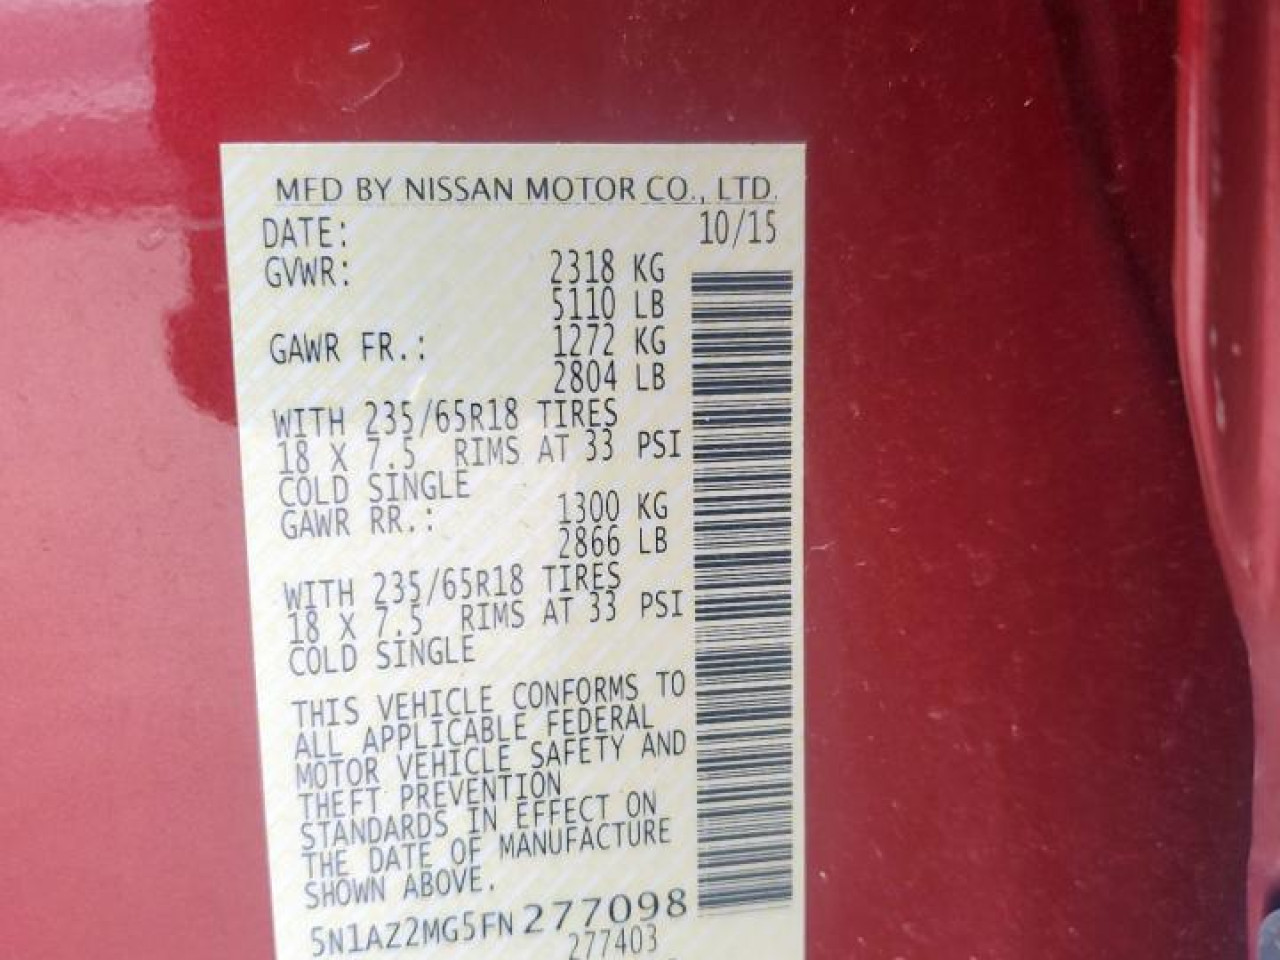 MFD BY NISSAN MOTOR CO., LTD.
DATE: 10/15
GVWR: 2318 KG
5110 LB
GAWR FR.: 1272 KG
2804 LB
WITH 235/65R18 TIRES
18 X 7.5 RIMS AT 33 PSI
COLD SINGLE
GAWR RR.: 1300 KG
2866 LB
WITH 235/65R18 TIRES
18 X 7.5 RIMS AT 33 PSI
COLD SINGLE
THIS VEHICLE CONFORMS TO
ALL APPLICABLE FEDERAL
MOTOR VEHICLE SAFETY AND
THEFT PREVENTION
STANDARDS IN EFFECT ON
THE DATE OF MANUFACTURE
SHOWN ABOVE.
5N1AZ2MG5FN277098
277403